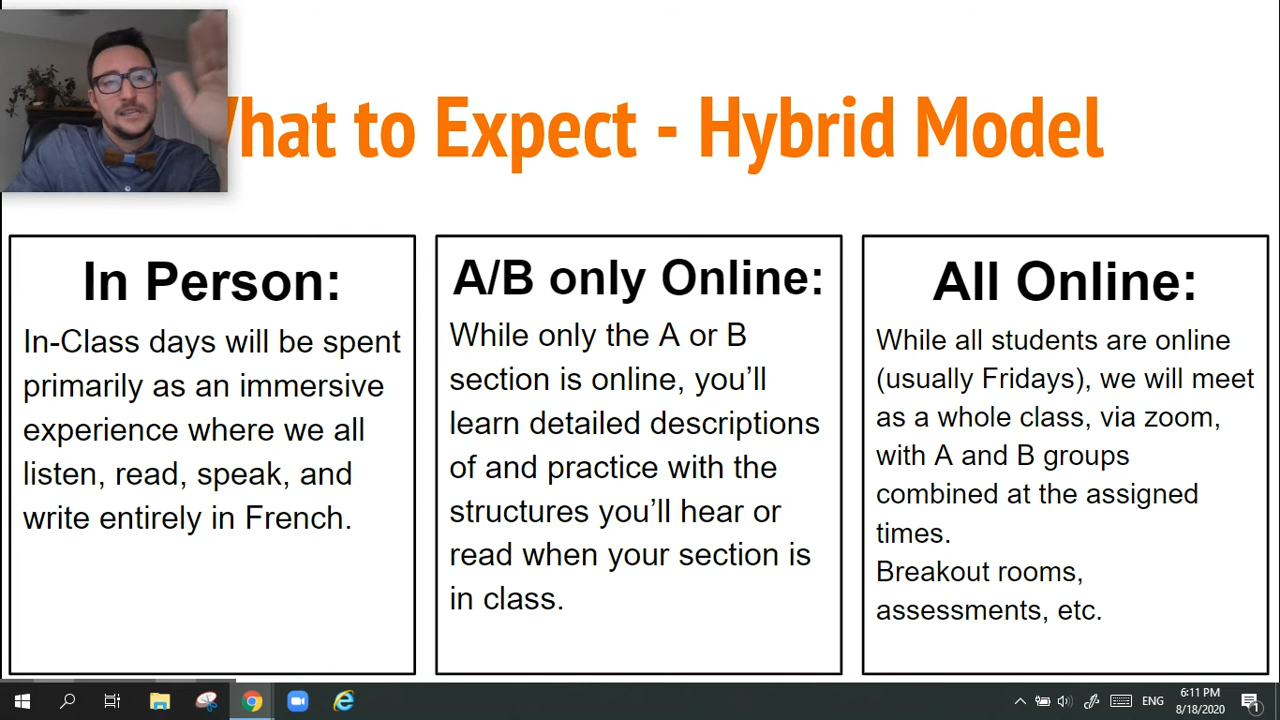 What to Expect - Hybrid Model
In Person:
In-Class days will be spent
primarily as an immersive
experience where we all
listen, read, speak, and
write entirely in French.
A/B only Online:
While only the A or B
section is online, you’ll
learn detailed descriptions
of and practice with the
structures you’ll hear or
read when your section is
in class.
All Online:
While all students are online
(usually Fridays), we will meet
as a whole class, via zoom,
with A and B groups
combined at the assigned
times.
Breakout rooms,
assessments, etc.
ENG
6:11 PM
8/18/2020
1